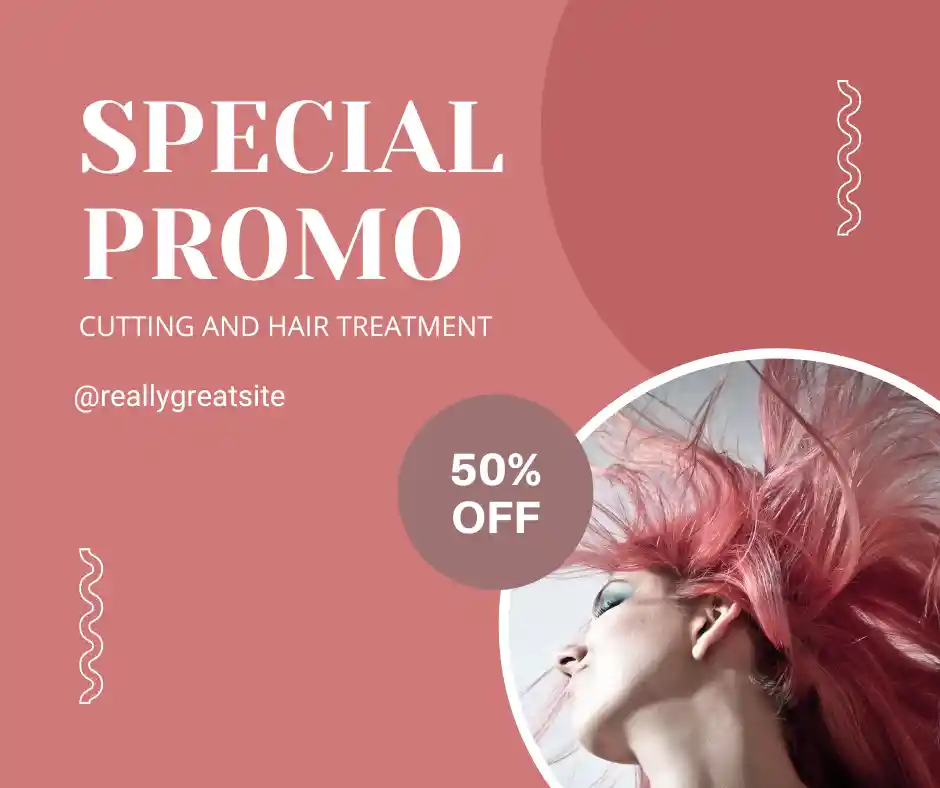 SPECIAL
PROMO
CUTTING AND HAIR TREATMENT
@reallygreatsite
50%
OFF